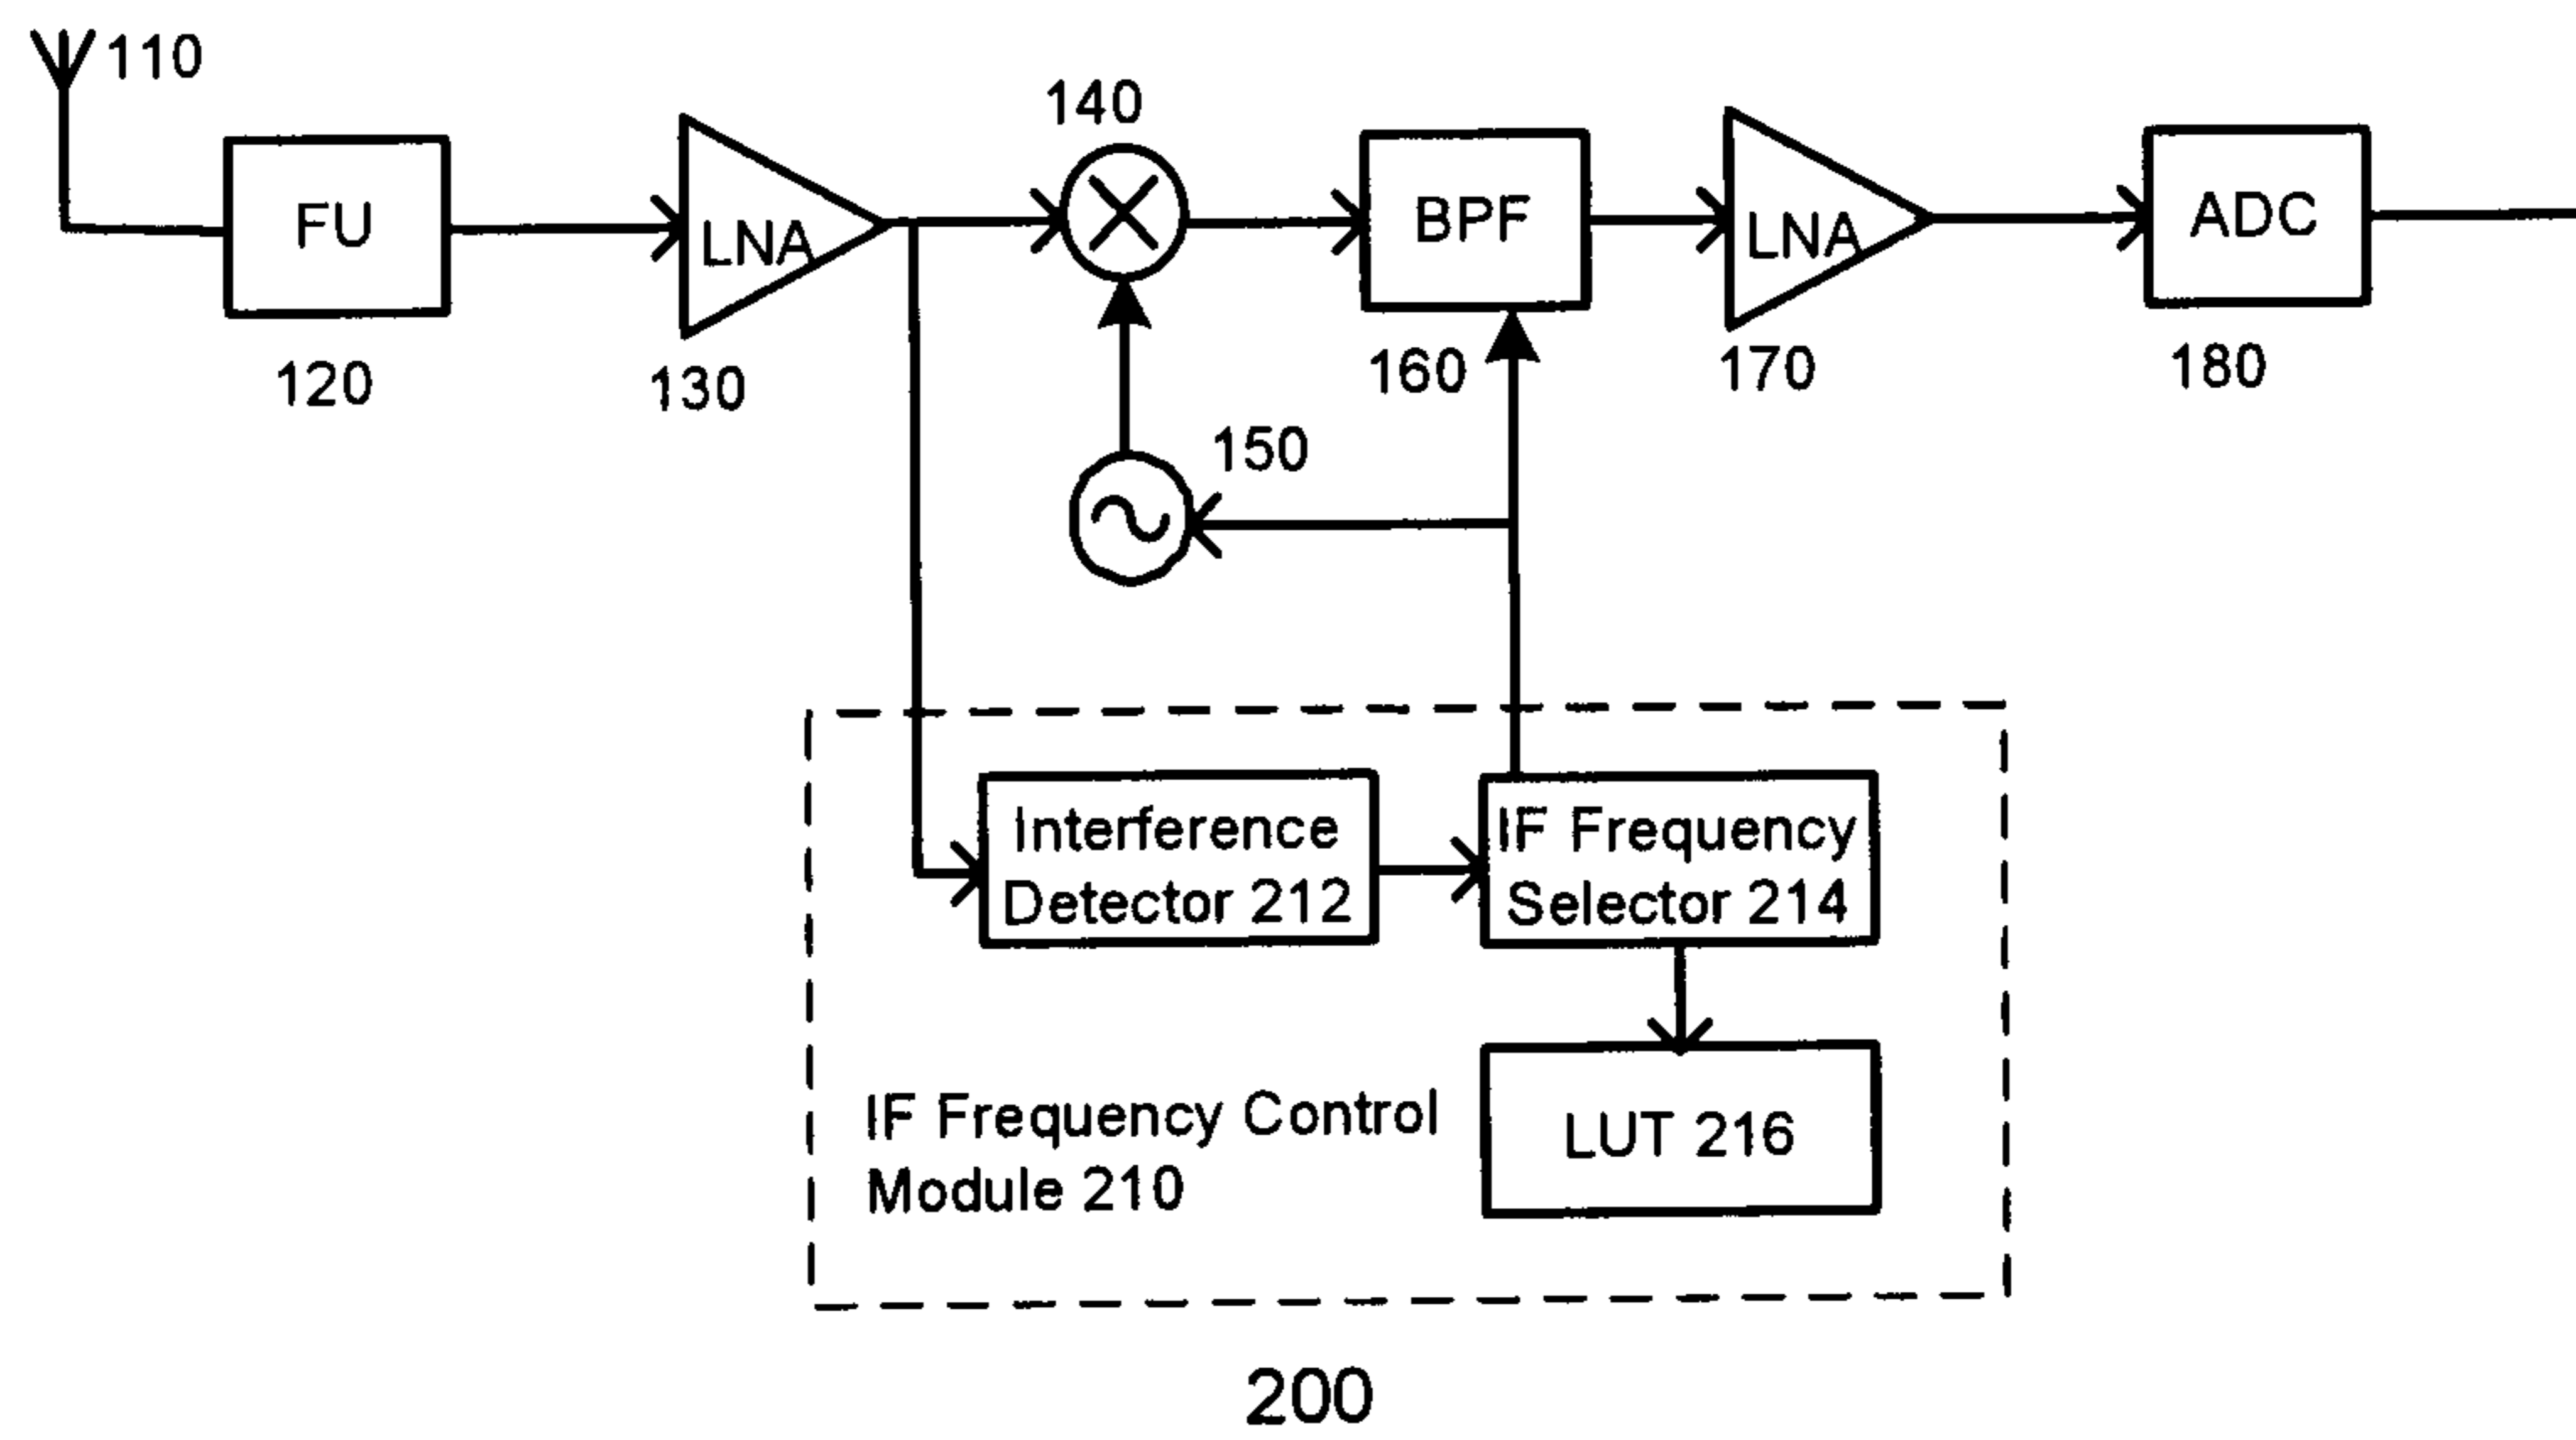 110
140
FU
LNA
BPF
LNA
ADC
120
130
160
170
180
150
Interference
Detector 212
IF Frequency
Selector 214
IF Frequency Control
Module 210
LUT 216
200